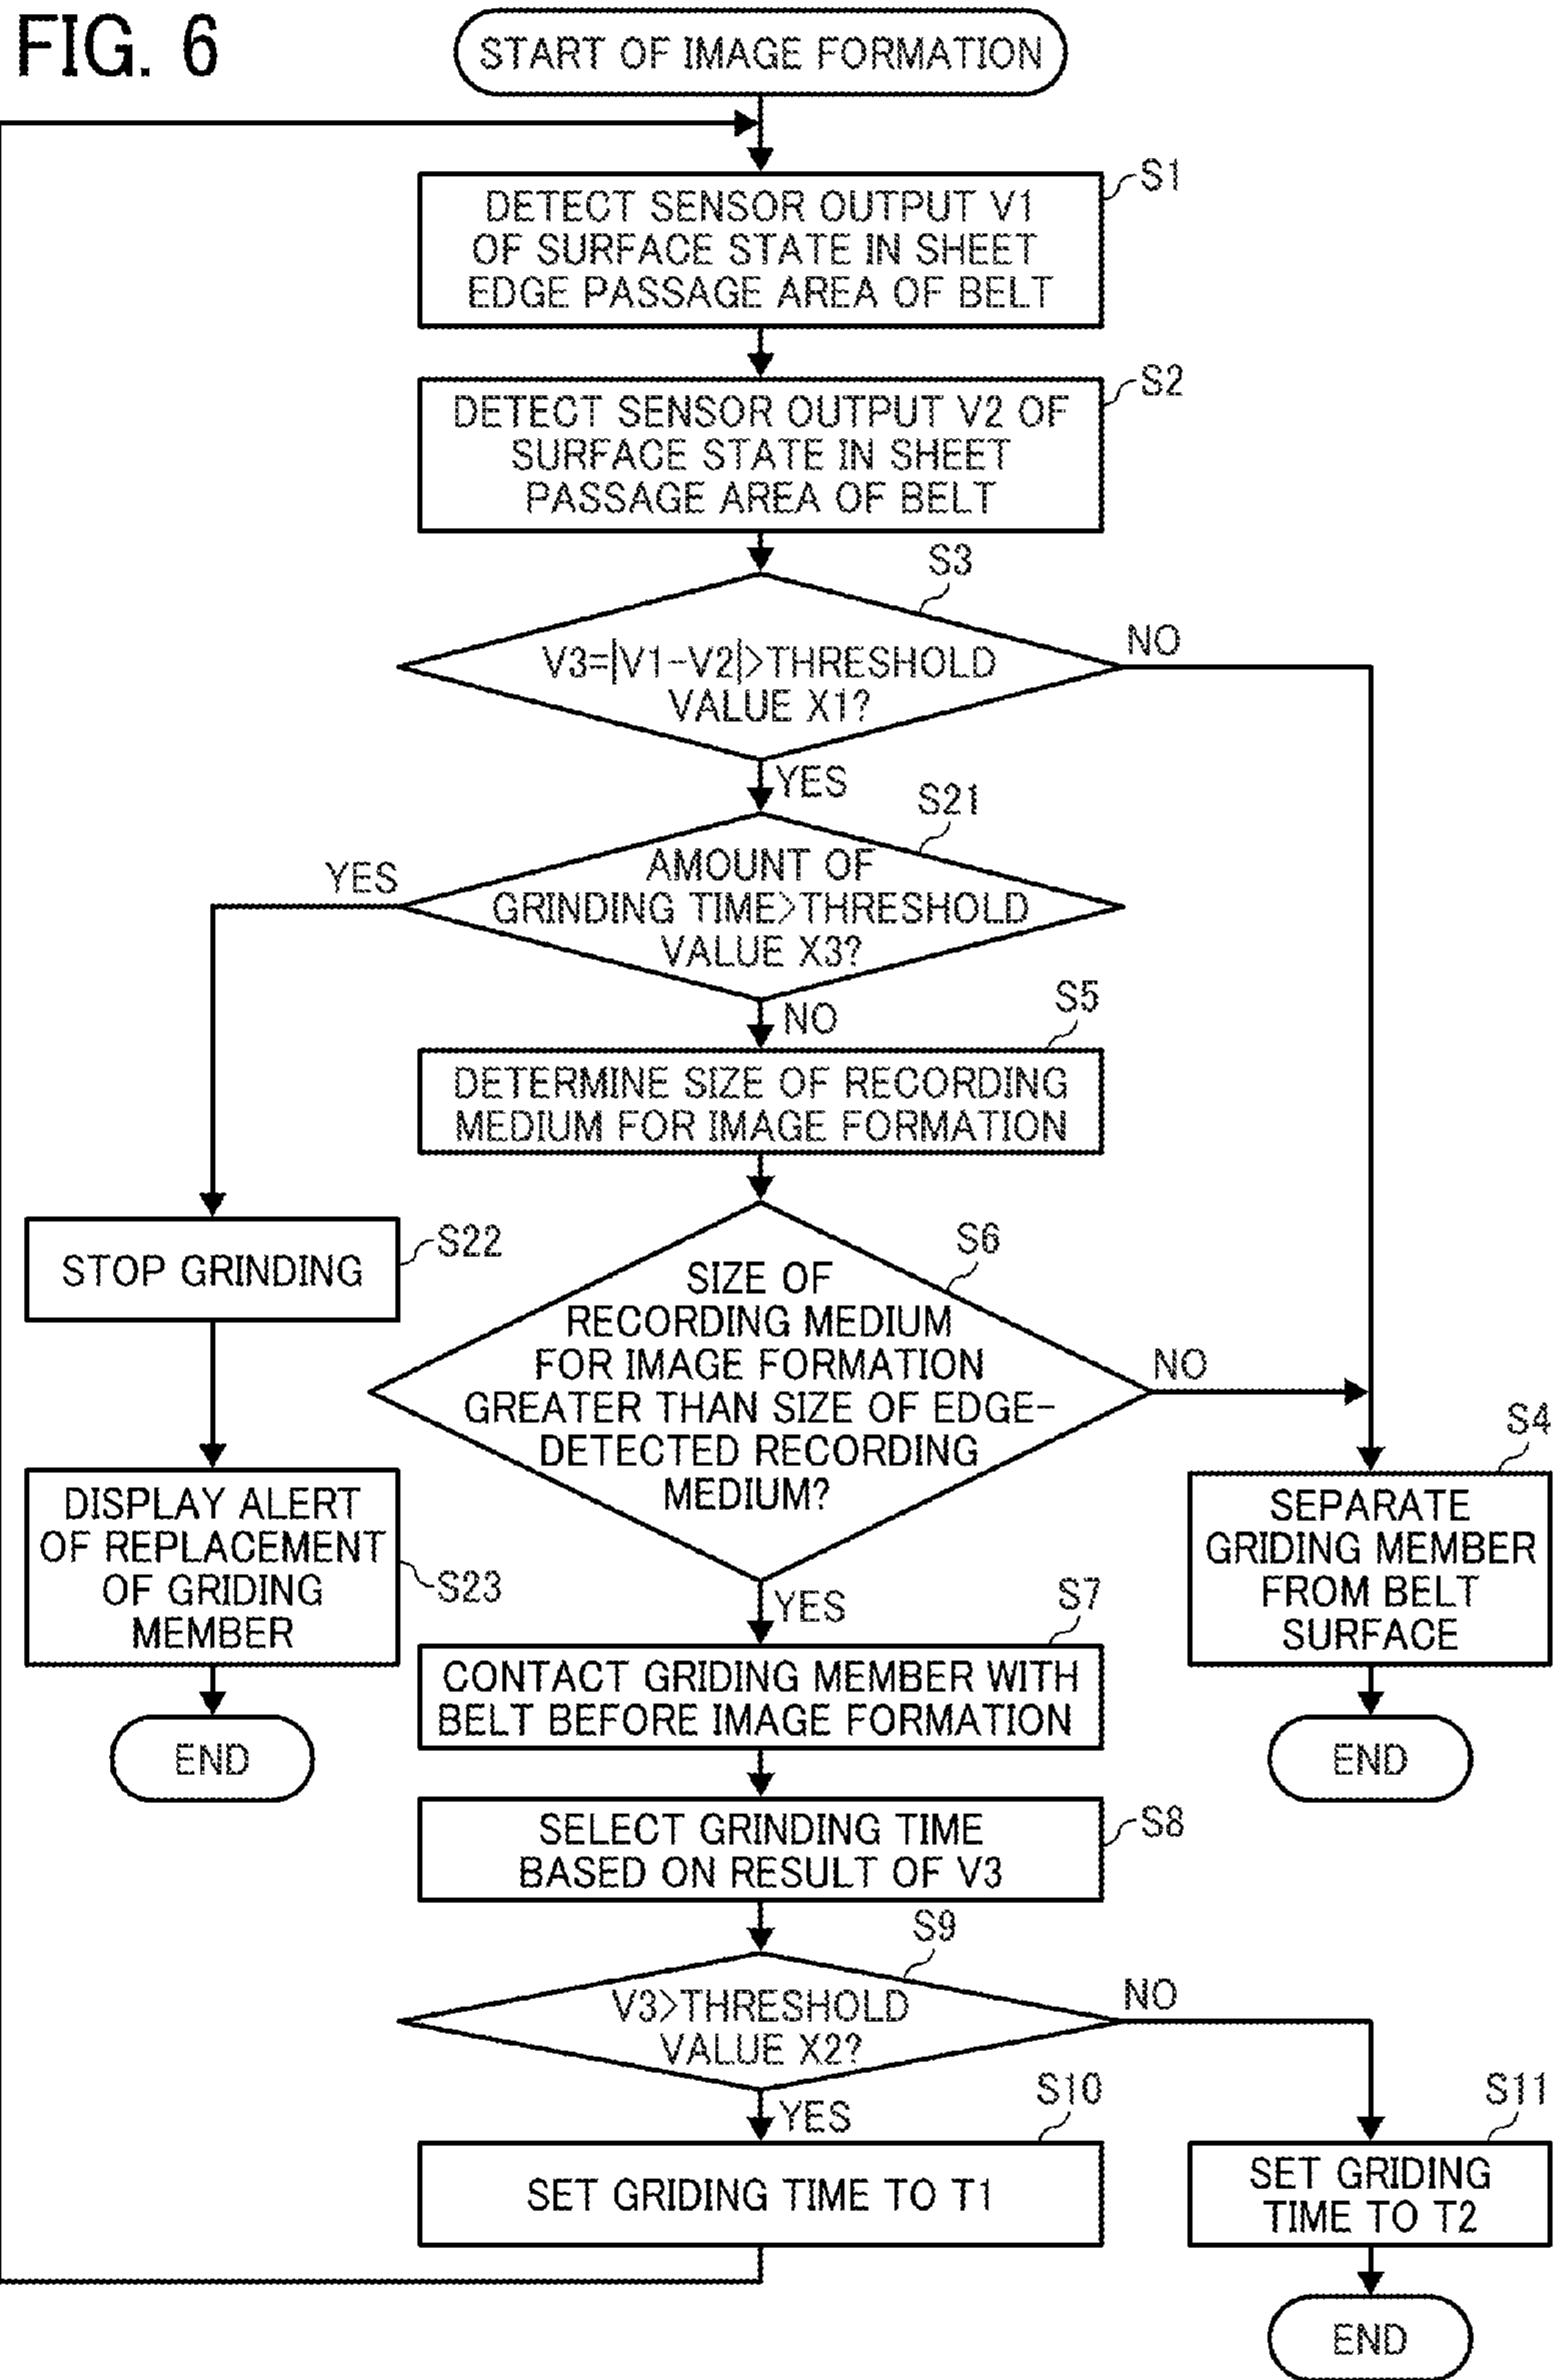 FIG. 6
START OF IMAGE FORMATION
S1
DETECT SENSOR OUTPUT V1
OF SURFACE STATE IN SHEET
EDGE PASSAGE AREA OF BELT
S2
DETECT SENSOR OUTPUT V2 OF
SURFACE STATE IN SHEET
PASSAGE AREA OF BELT
S3
V3=|V1-V2|>THRESHOLD
VALUE X1?
NO
YES
S21
AMOUNT OF
GRINDING TIME>THRESHOLD
VALUE X3?
YES
NO
S5
DETERMINE SIZE OF RECORDING
MEDIUM FOR IMAGE FORMATION
S22
STOP GRINDING
S6
SIZE OF
RECORDING MEDIUM
FOR IMAGE FORMATION
GREATER THAN SIZE OF EDGE-
DETECTED RECORDING
MEDIUM?
NO
YES
S4
SEPARATE
GRIDING MEMBER
FROM BELT
SURFACE
END
DISPLAY ALERT
OF REPLACEMENT
OF GRIDING
MEMBER
S23
END
S7
CONTACT GRIDING MEMBER WITH
BELT BEFORE IMAGE FORMATION
S8
SELECT GRINDING TIME
BASED ON RESULT OF V3
S9
V3>THRESHOLD
VALUE X2?
NO
YES
S10
SET GRIDING TIME TO T1
S11
SET GRIDING
TIME TO T2
END